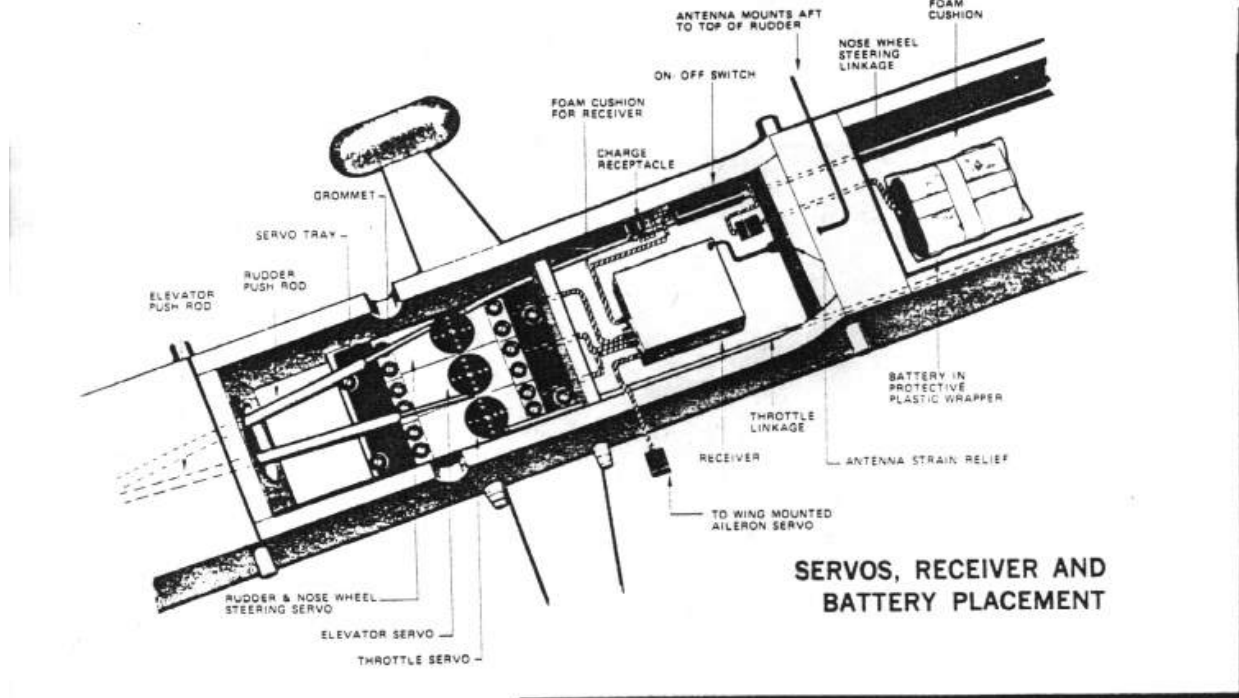 FOAM
CUSHION
ANTENNA MOUNTS AFT
TO TOP OF RUDDER
NOSE WHEEL
STEERING
LINKAGE
ON-OFF SWITCH
FOAM CUSHION
FOR RECEIVER
CHARGE
RECEPTACLE
GROMMET
SERVO TRAY
RUDDER
PUSH ROD
ELEVATOR
PUSH ROD
BATTERY IN
PROTECTIVE
PLASTIC WRAPPER
THROTTLE
LINKAGE
RECEIVER
ANTENNA STRAIN RELIEF
TO WING MOUNTED
AILERON SERVO
RUDDER & NOSE WHEEL
STEERING SERVO
ELEVATOR SERVO
THROTTLE SERVO
SERVOS, RECEIVER AND
BATTERY PLACEMENT